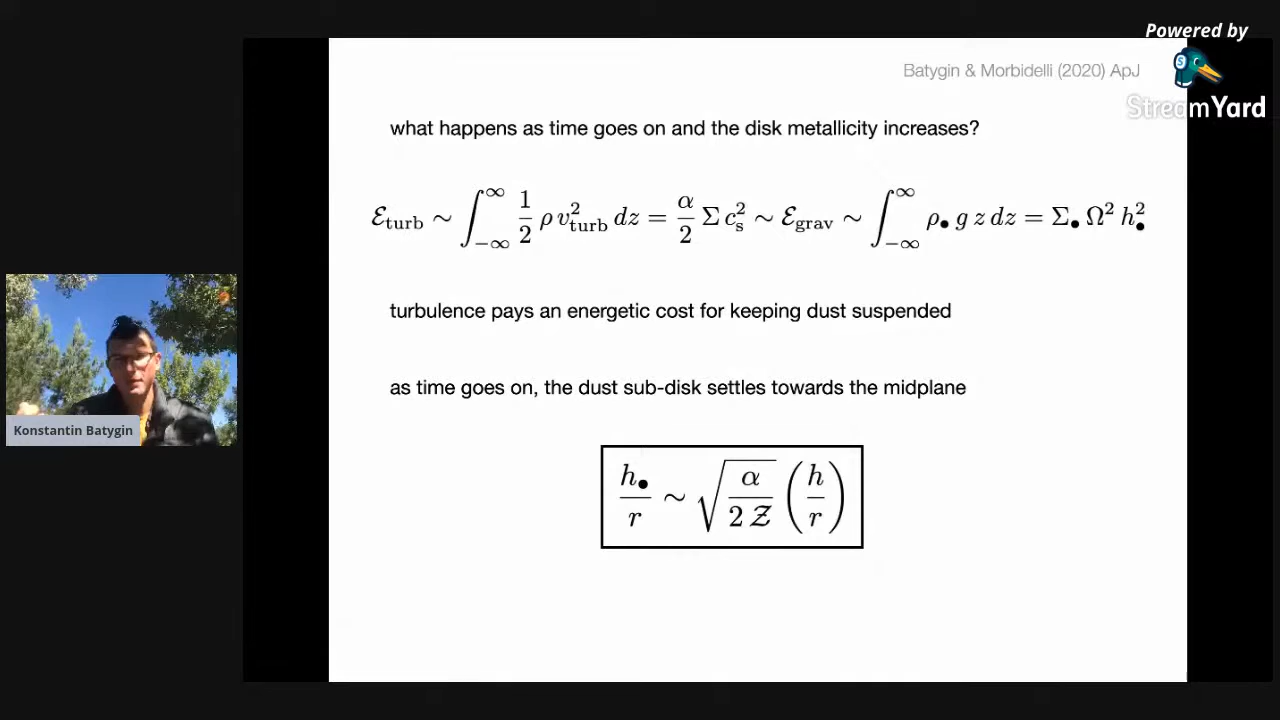 Powered by
StreamYard
Batygin & Morbidelli (2020) ApJ
what happens as time goes on and the disk metallicity increases?
ℰ_turb ∼ ∫_{−∞}^{∞} 1/2 ρ v²_turb dz = α/2 Σ c_s² ∼ ℰ_grav ∼ ∫_{−∞}^{∞} ρ_• g z dz = Σ_• Ω² h_•²
turbulence pays an energetic cost for keeping dust suspended
as time goes on, the dust sub-disk settles towards the midplane
Konstantin Batygin
h_•/r ∼ √(α/(2 𝒵)) (h/r)